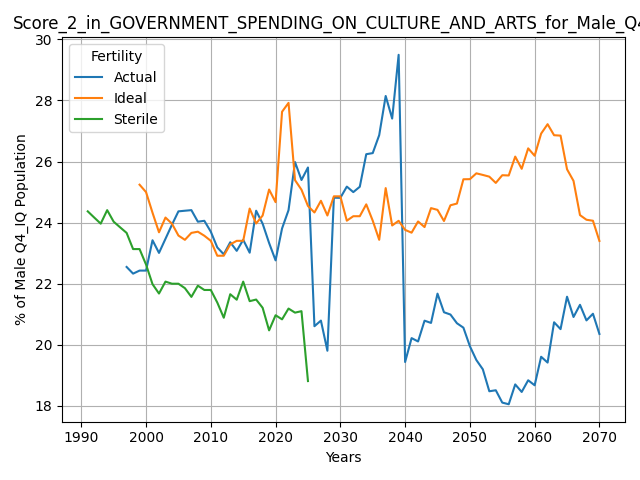 Score_2_in_GOVERNMENT_SPENDING_ON_CULTURE_AND_ARTS_for_Male_Q4
Fertility
Actual
Ideal
Sterile
% of Male Q4_IQ Population
30
28
26
24
22
20
18
1990 2000 2010 2020 2030 2040 2050 2060 2070
Years